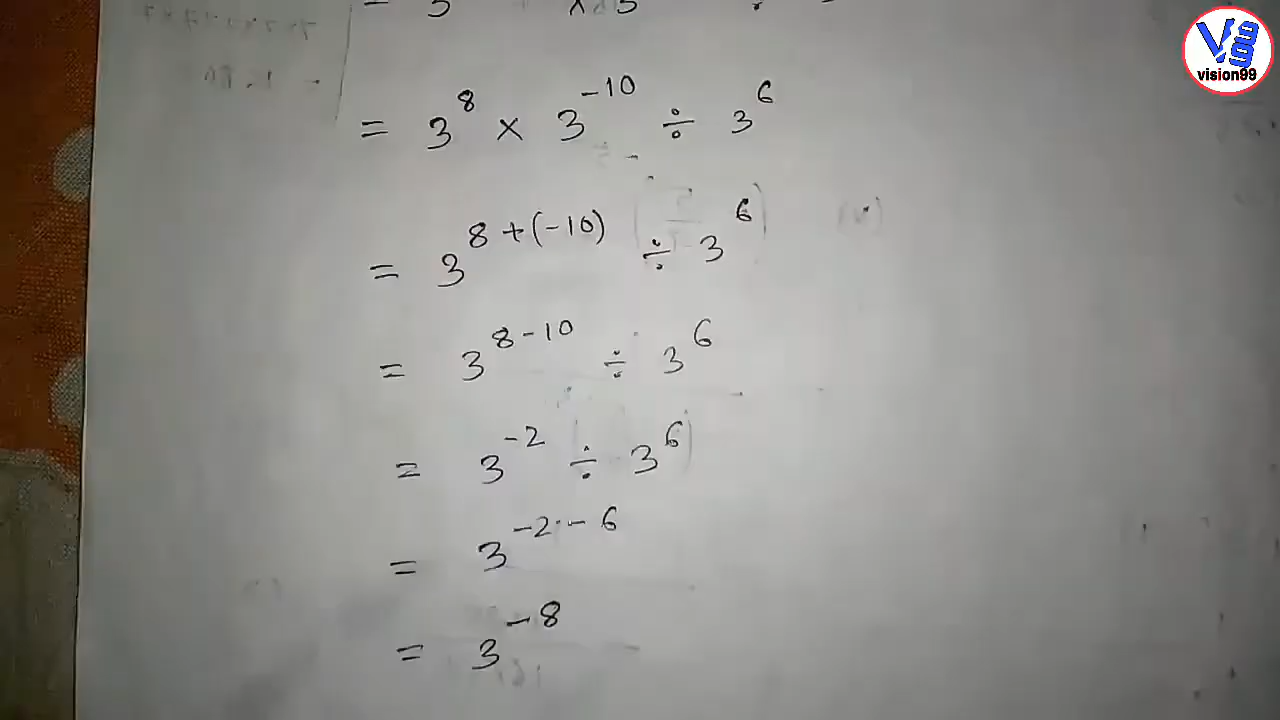 = 3^8 × 3^-10 ÷ 3^6
= 3^8+(-10) ÷ 3^6
= 3^8-10 ÷ 3^6
= 3^-2 ÷ 3^6
= 3^-2-6
= 3^-8
V99
vision99